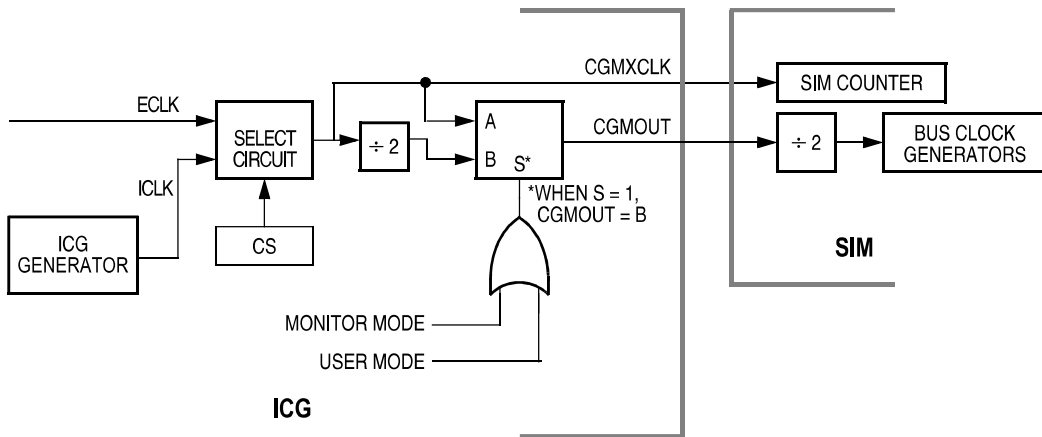 CGMXCLK
SIM COUNTER
ECLK
SELECT
CIRCUIT
÷ 2
A
B
S*
CGMOUT
÷ 2
BUS CLOCK
GENERATORS
ICLK
*WHEN S = 1,
CGMOUT = B
ICG
GENERATOR
CS
SIM
MONITOR MODE
USER MODE
ICG